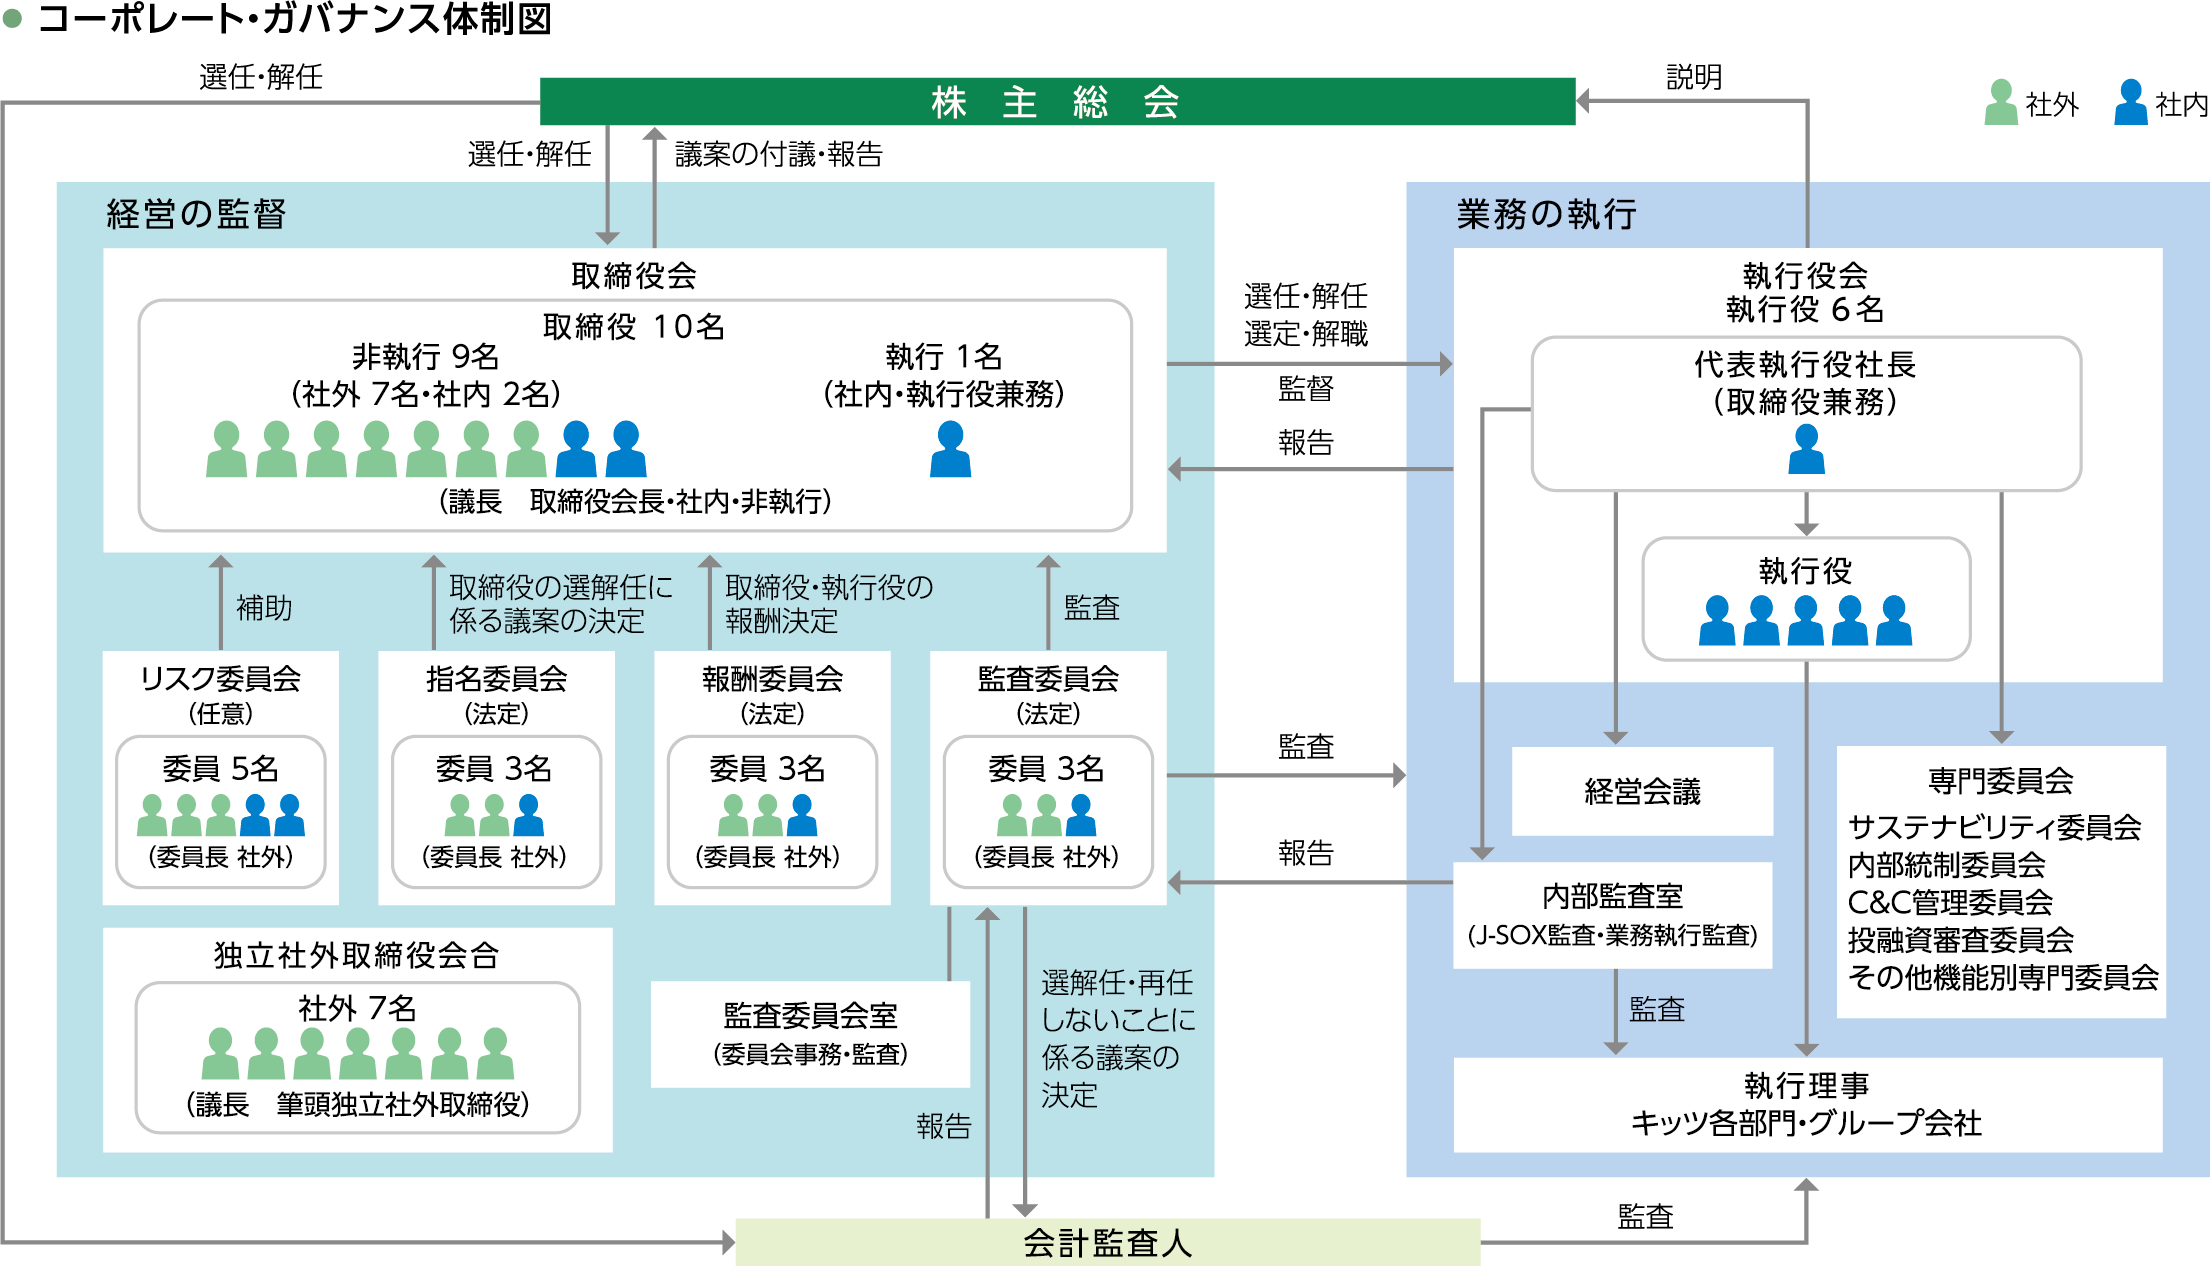 コーポレート・ガバナンス体制図
選任・解任
株主総会
説明
社外
社内
選任・解任
議案の付議・報告
経営の監督
取締役会
取締役 10名
非執行 9名
(社外 7名・社内 2名)
執行 1名
(社内・執行役兼務)
(議長　取締役会長・社内・非執行)
選任・解任
選定・解職
監督
報告
業務の執行
執行役会
執行役 6名
代表執行役社長
(取締役兼務)
執行役
補助
取締役の選解任に
係る議案の決定
取締役・執行役の
報酬決定
監査
リスク委員会
(任意)
委員 5名
(委員長 社外)
指名委員会
(法定)
委員 3名
(委員長 社外)
報酬委員会
(法定)
委員 3名
(委員長 社外)
監査委員会
(法定)
委員 3名
(委員長 社外)
監査
報告
経営会議
専門委員会
サステナビリティ委員会
内部統制委員会
C&C管理委員会
投融資審査委員会
その他機能別専門委員会
内部監査室
(J-SOX監査・業務執行監査)
監査
独立社外取締役会合
社外 7名
(議長　筆頭独立社外取締役)
監査委員会室
(委員会事務・監査)
選解任・再任
しないことに
係る議案の
決定
報告
執行理事
キッツ各部門・グループ会社
会計監査人
監査